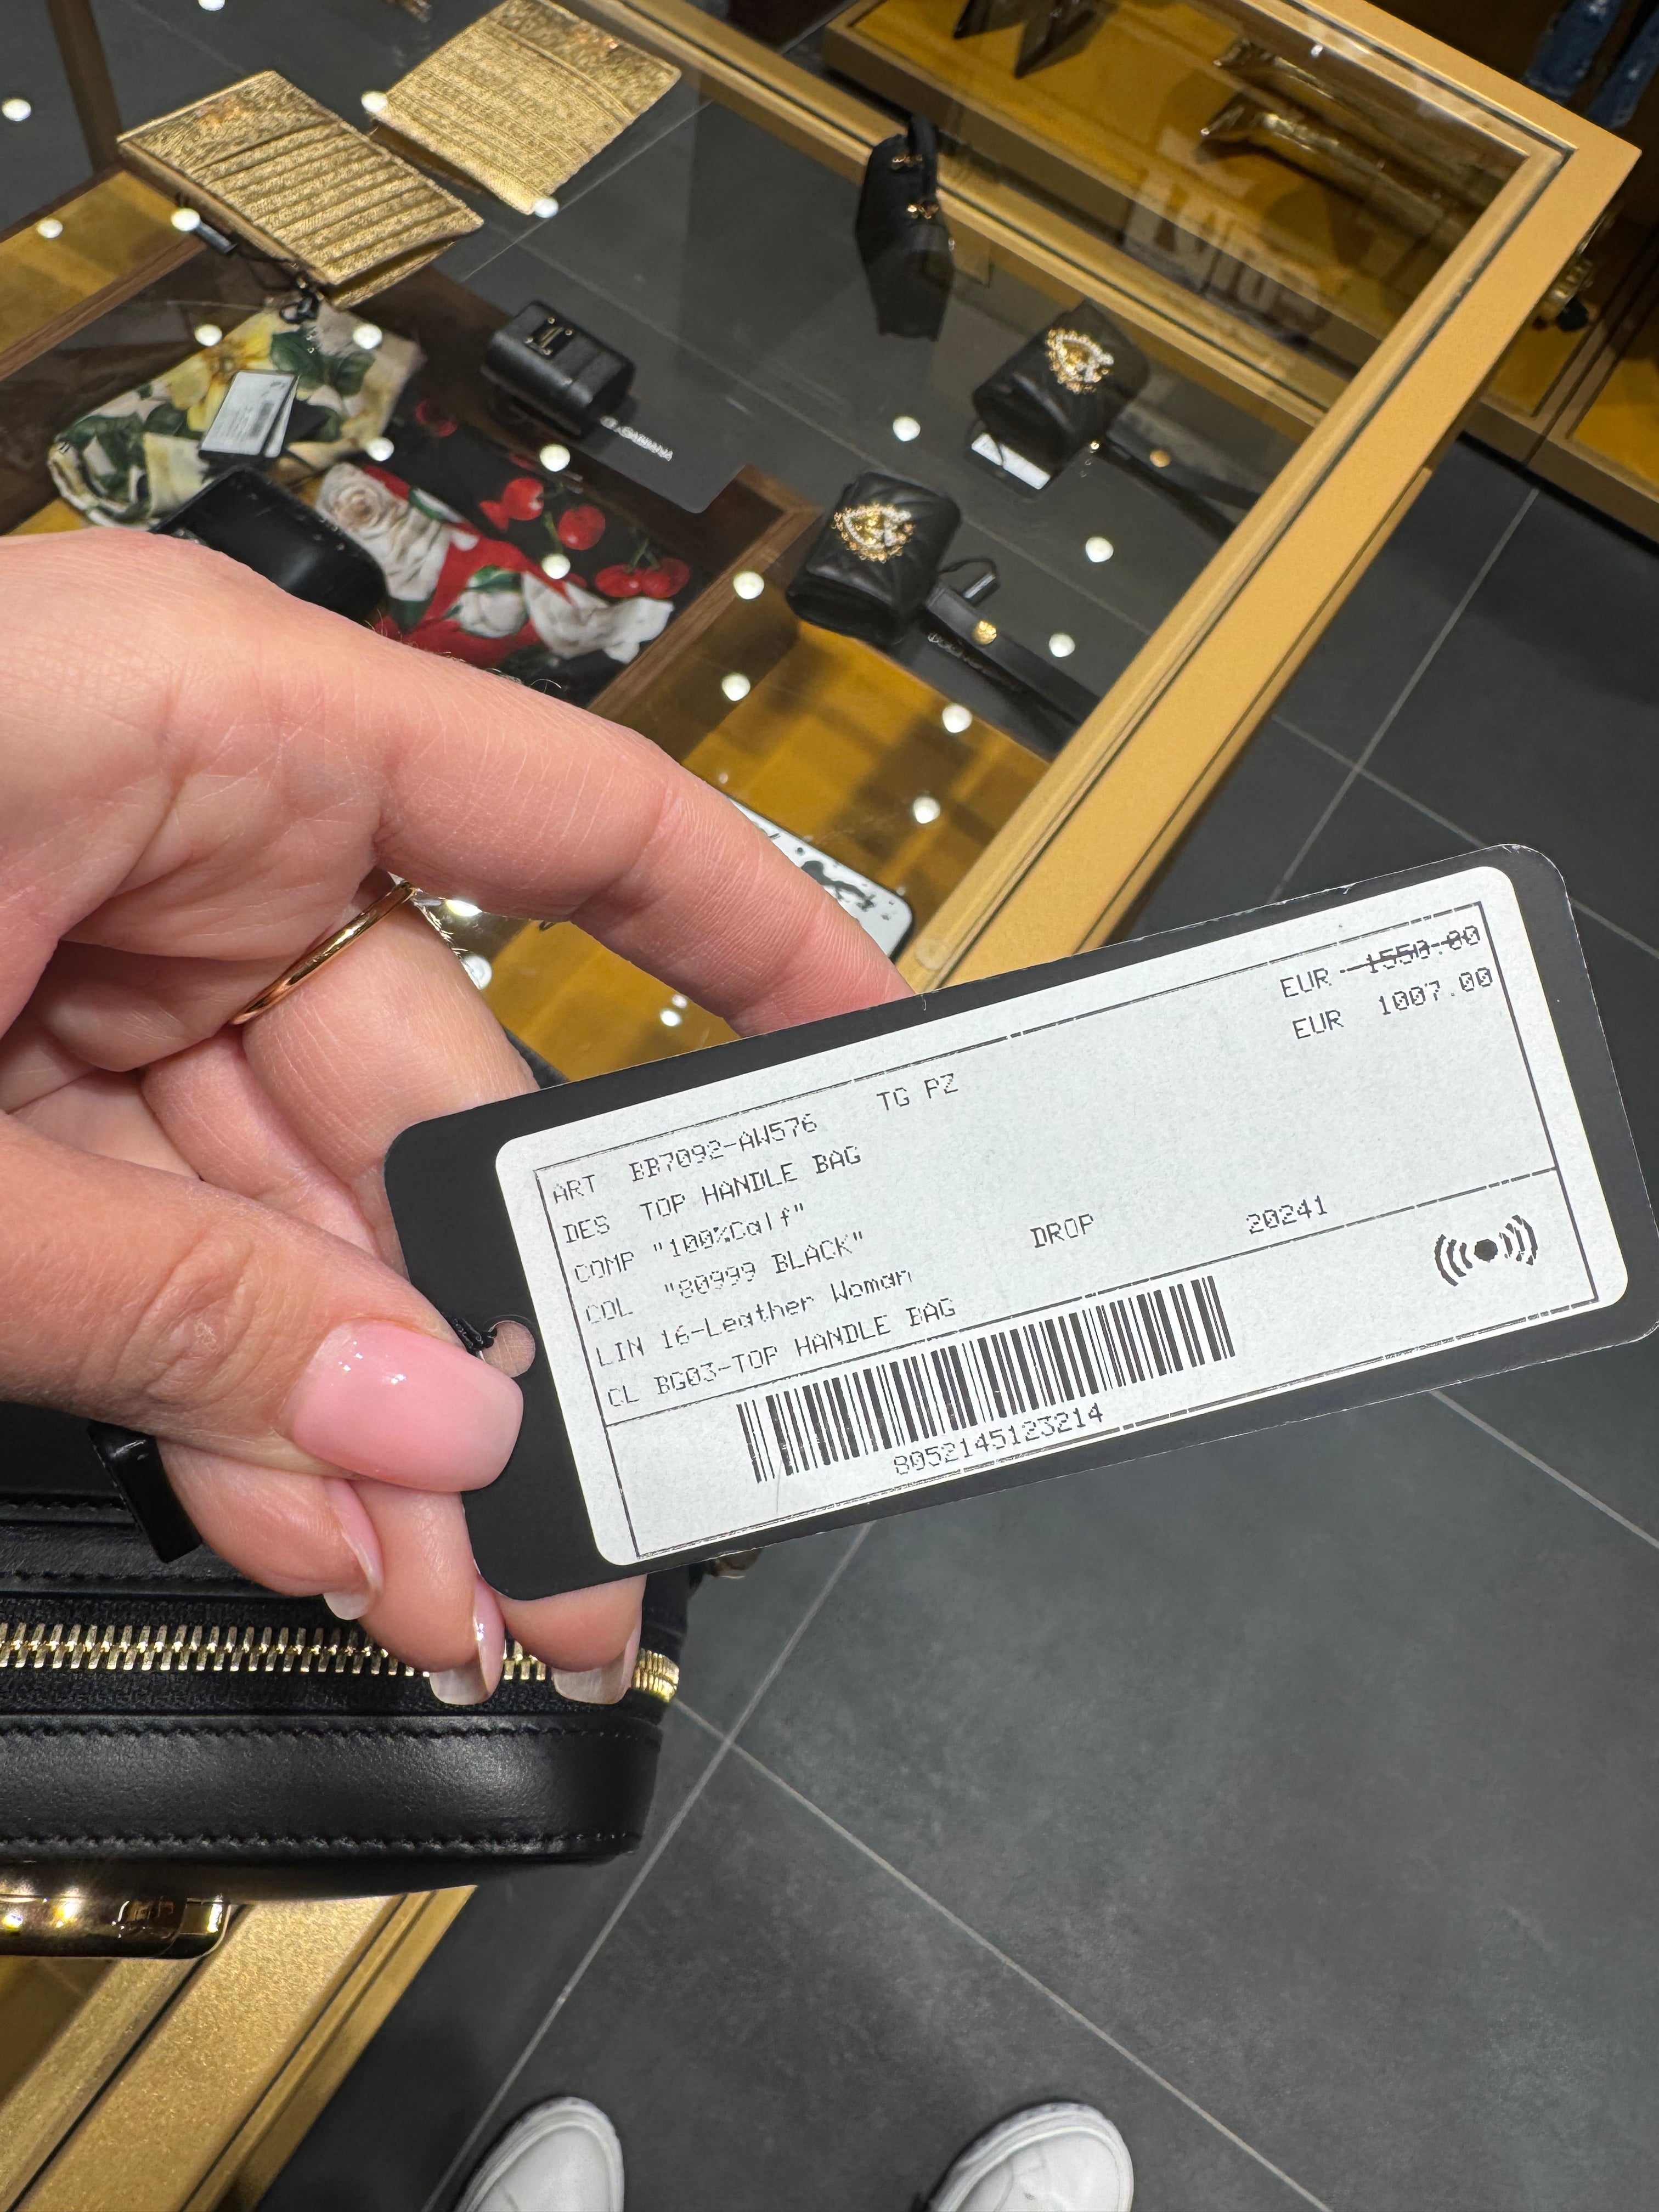 &GABBANA
EUR 1550.00
EUR 1007.00
ART BB7092-AW576 TG PZ
DES TOP HANDLE BAG
COMP "100%Calf"
COL "80999 BLACK" DROP 20241
LIN 16-Leather Woman
CL BG03-TOP HANDLE BAG
8052145123214